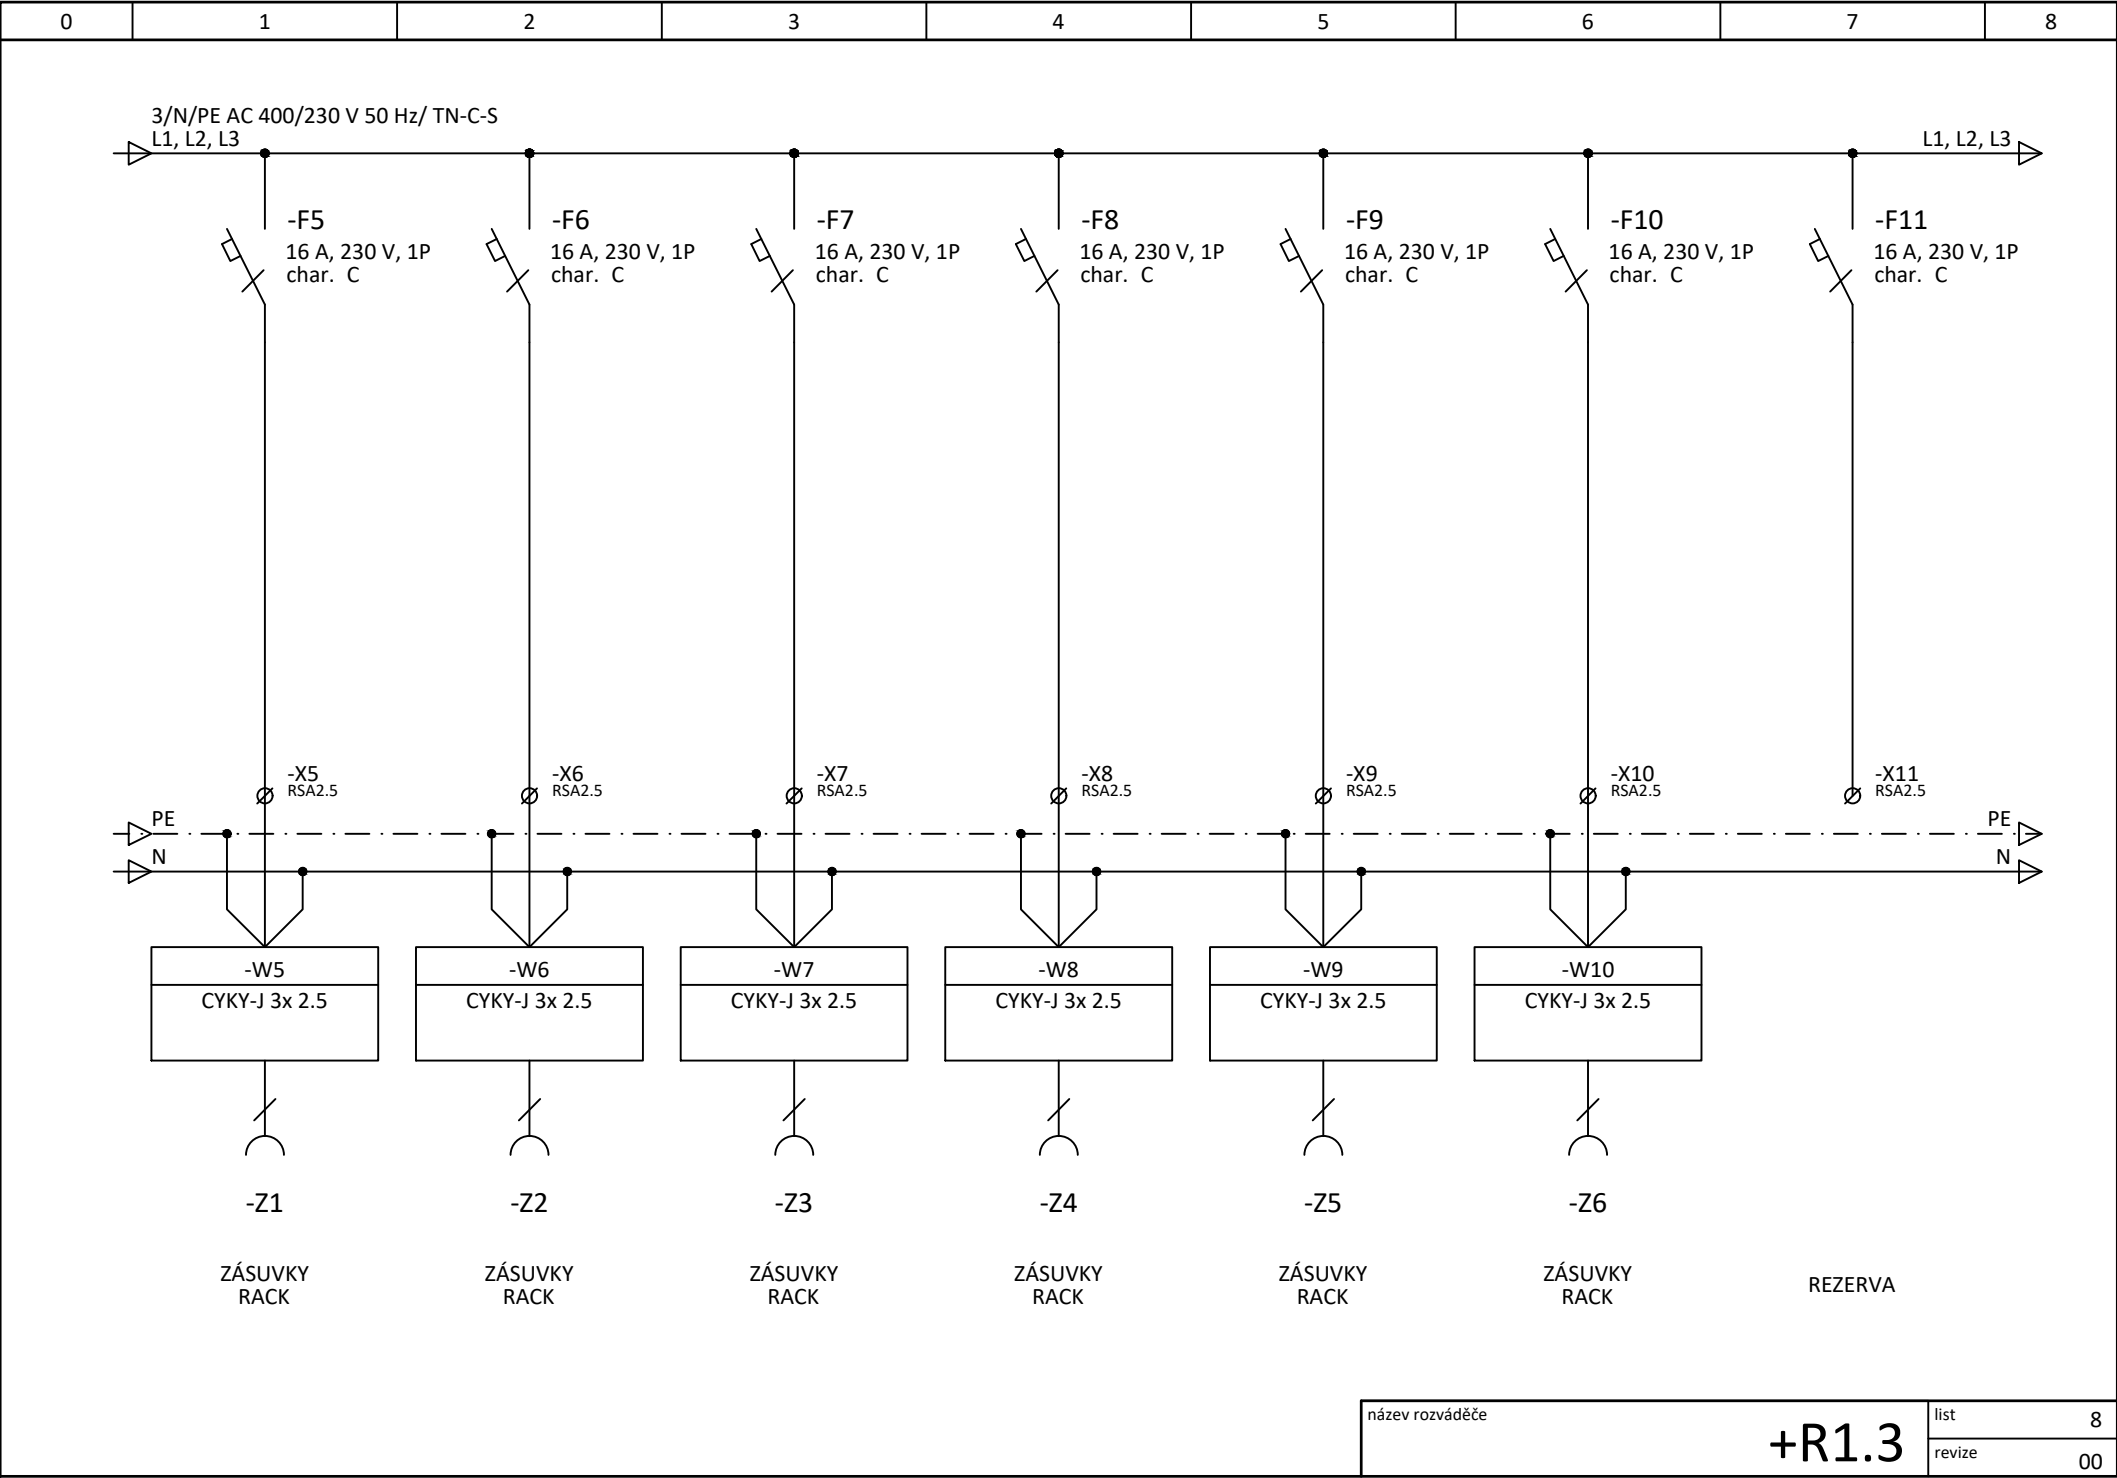 0 1 2 3 4 5 6 7 8
3/N/PE AC 400/230 V 50 Hz/ TN-C-S
L1, L2, L3 L1, L2, L3
-F5 -F6 -F7 -F8 -F9 -F10 -F11
16 A, 230 V, 1P 16 A, 230 V, 1P 16 A, 230 V, 1P 16 A, 230 V, 1P 16 A, 230 V, 1P 16 A, 230 V, 1P 16 A, 230 V, 1P
char. C char. C char. C char. C char. C char. C char. C
-X5 -X6 -X7 -X8 -X9 -X10 -X11
RSA2.5 RSA2.5 RSA2.5 RSA2.5 RSA2.5 RSA2.5 RSA2.5
PE PE
N N
-W5 -W6 -W7 -W8 -W9 -W10
CYKY-J 3x 2.5 CYKY-J 3x 2.5 CYKY-J 3x 2.5 CYKY-J 3x 2.5 CYKY-J 3x 2.5 CYKY-J 3x 2.5
-Z1 -Z2 -Z3 -Z4 -Z5 -Z6
ZÁSUVKY ZÁSUVKY ZÁSUVKY ZÁSUVKY ZÁSUVKY ZÁSUVKY
RACK RACK RACK RACK RACK RACK
REZERVA
název rozváděče
+R1.3
list 8
revize 00